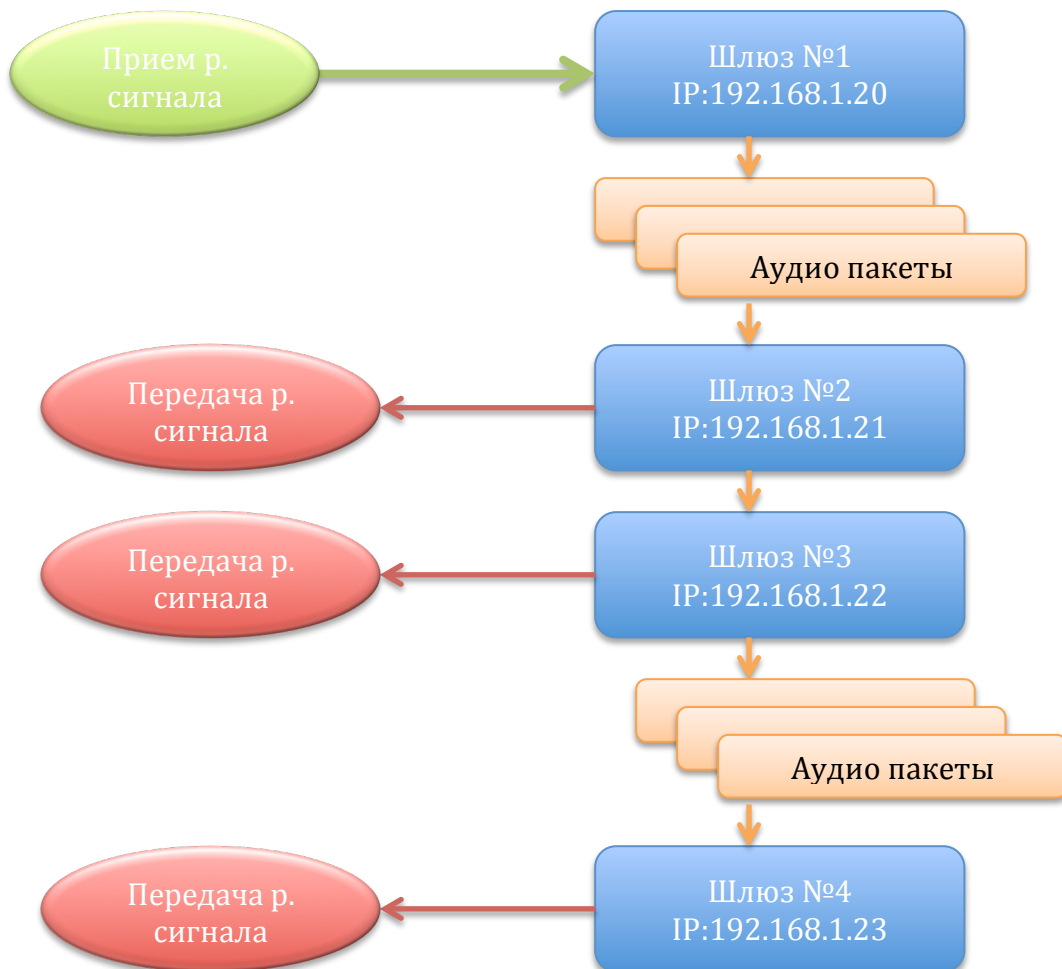 Прием р.
сигнала
Шлюз №1
IP:192.168.1.20
Аудио пакеты
Передача р.
сигнала
Шлюз №2
IP:192.168.1.21
Передача р.
сигнала
Шлюз №3
IP:192.168.1.22
Аудио пакеты
Передача р.
сигнала
Шлюз №4
IP:192.168.1.23